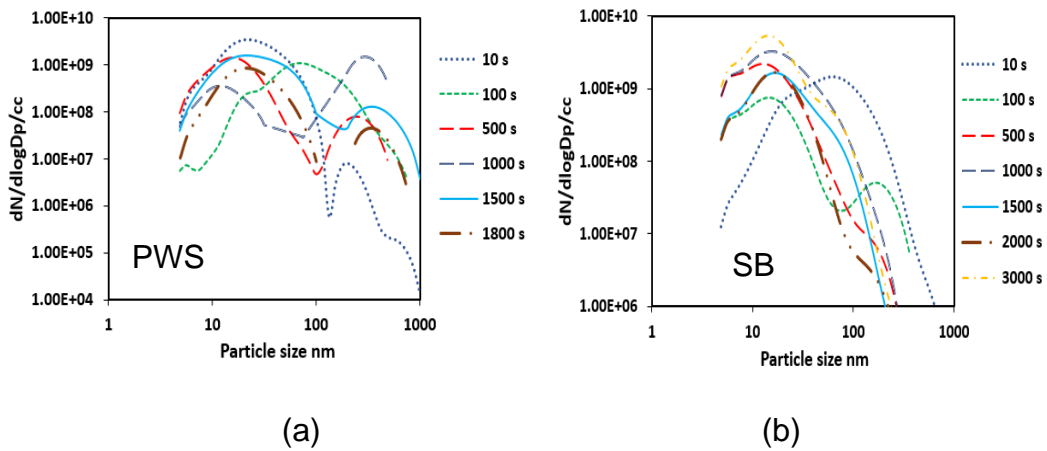 1.00E+10
1.00E+09
1.00E+08
1.00E+07
1.00E+06
1.00E+05
1.00E+04
dN/dlogDp/cc
PWS
1
10
100
1000
Particle size nm
10 s
100 s
500 s
1000 s
1500 s
1800 s
(a)
1.00E+10
1.00E+09
1.00E+08
1.00E+07
1.00E+06
dN/dlogDp/cc
SB
1
10
100
1000
Particle size nm
10 s
100 s
500 s
1000 s
1500 s
2000 s
3000 s
(b)